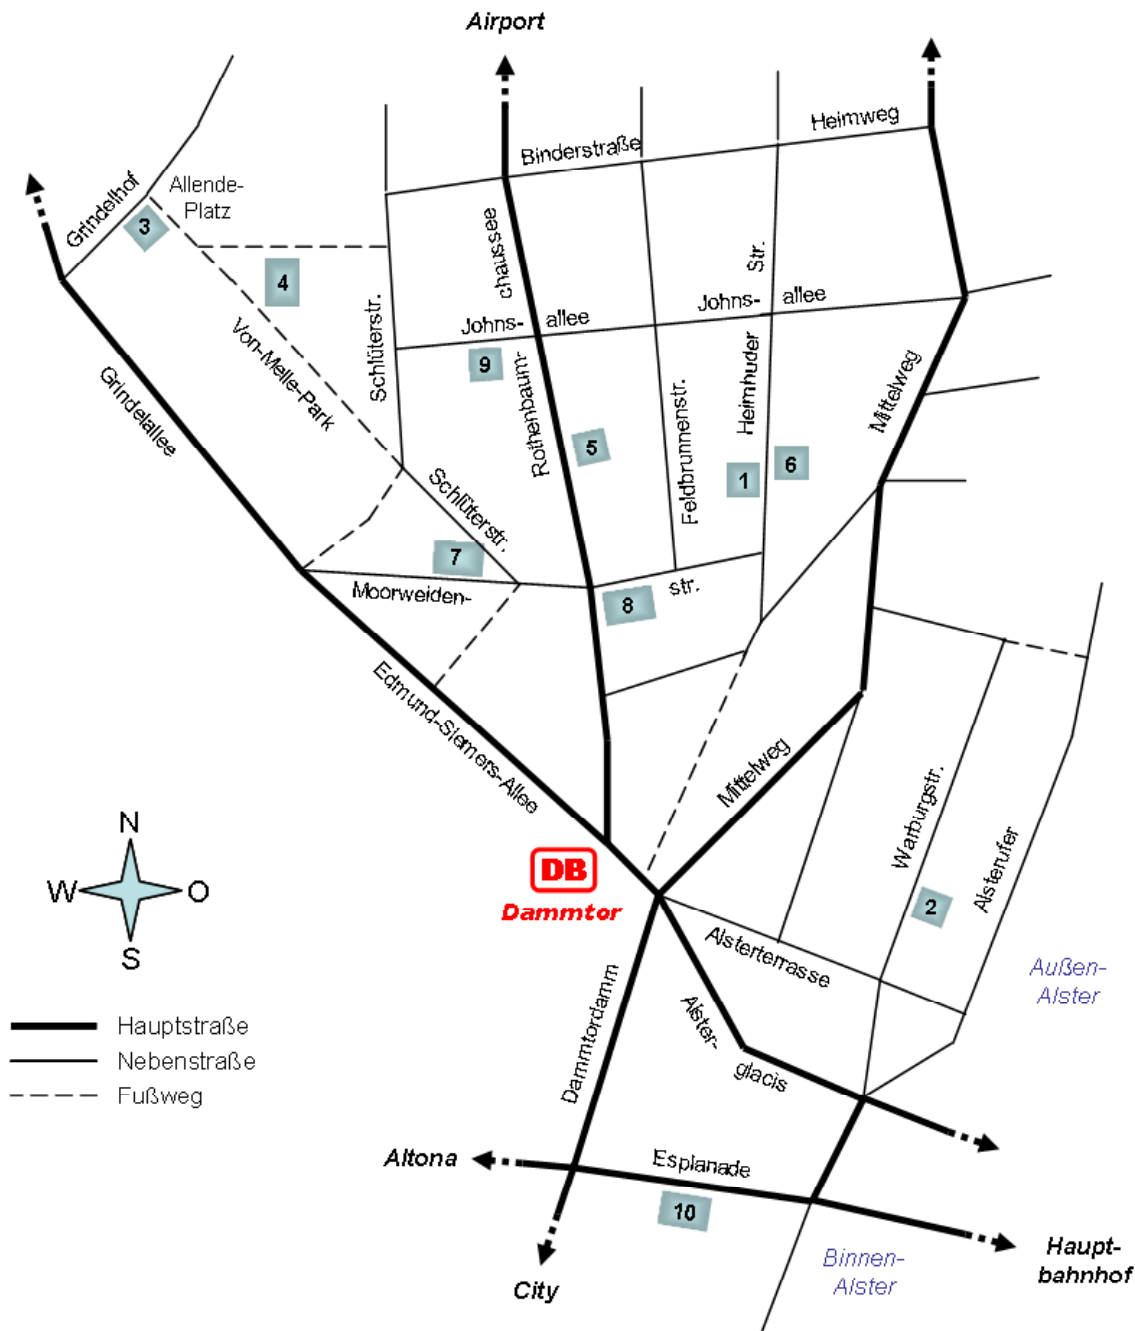 Airport
Heimweg
Binderstraße
Grindelhof
Allende-
Platz
3
4
chaussee
Str.
Schlüterstr.
Johns-
allee
Johns-
allee
Von-Melle-Park
9
Rothenbaum-
Heimhuder
Mittelweg
Grindelallee
5
Feldbrunnenstr.
1
6
Schlüterstr.
7
Moorweiden-
8
str.
Edmund-Siemers-Allee
Mittelweg
Warburgstr.
Alsterufer
N
W
O
S
DB
Dammtor
2
Alsterterrasse
Außen-
Alster
Dammtordamm
Alster-
glacis
Hauptstraße
Nebenstraße
Fußweg
Altona
Esplanade
10
City
Binnen-
Alster
Haupt-
bahnhof